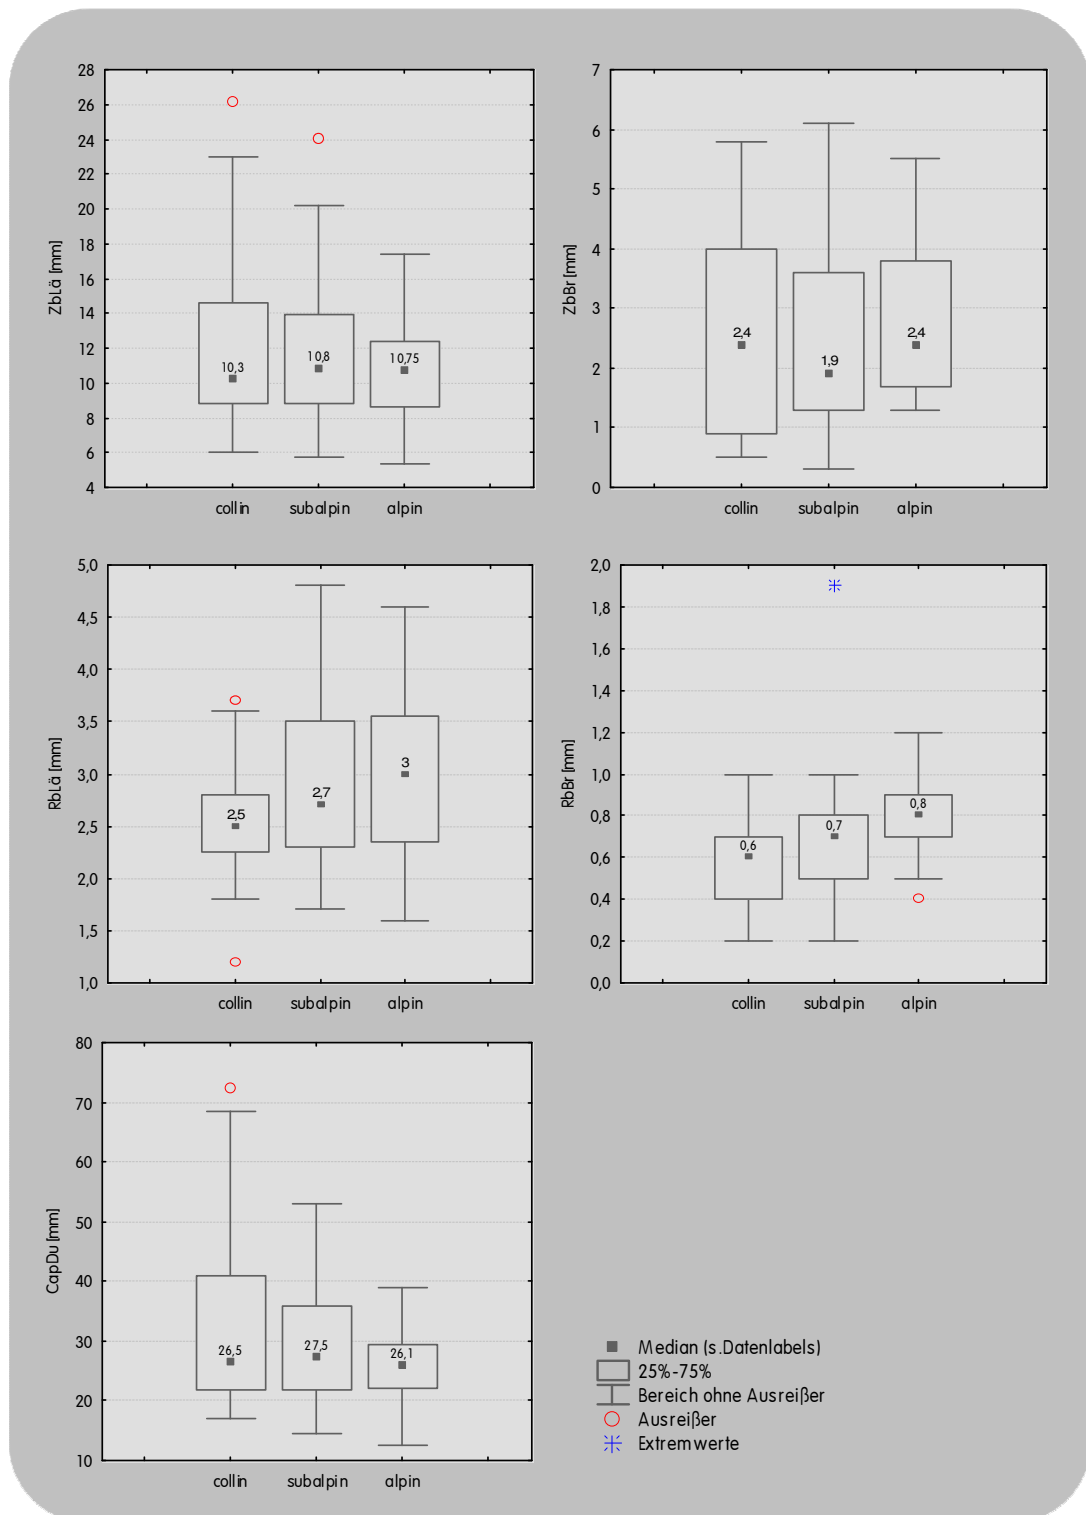 28
26
24
22
20
18
16
14
12
10
8
6
4
ZbLä [mm]
10,3
10,8
10,75
collin
subalpin
alpin
7
6
5
4
3
2
1
0
ZbBr [mm]
2,4
1,9
2,4
collin
subalpin
alpin
5,0
4,5
4,0
3,5
3,0
2,5
2,0
1,5
1,0
RbLä [mm]
2,5
2,7
3
collin
subalpin
alpin
2,0
1,8
1,6
1,4
1,2
1,0
0,8
0,6
0,4
0,2
0,0
RbBr [mm]
0,6
0,7
0,8
collin
subalpin
alpin
80
70
60
50
40
30
20
10
CapDu [mm]
26,5
27,5
26,1
collin
subalpin
alpin
Median (s.Datenlabels)
25%-75%
Bereich ohne Ausreißer
Ausreißer
Extremwerte